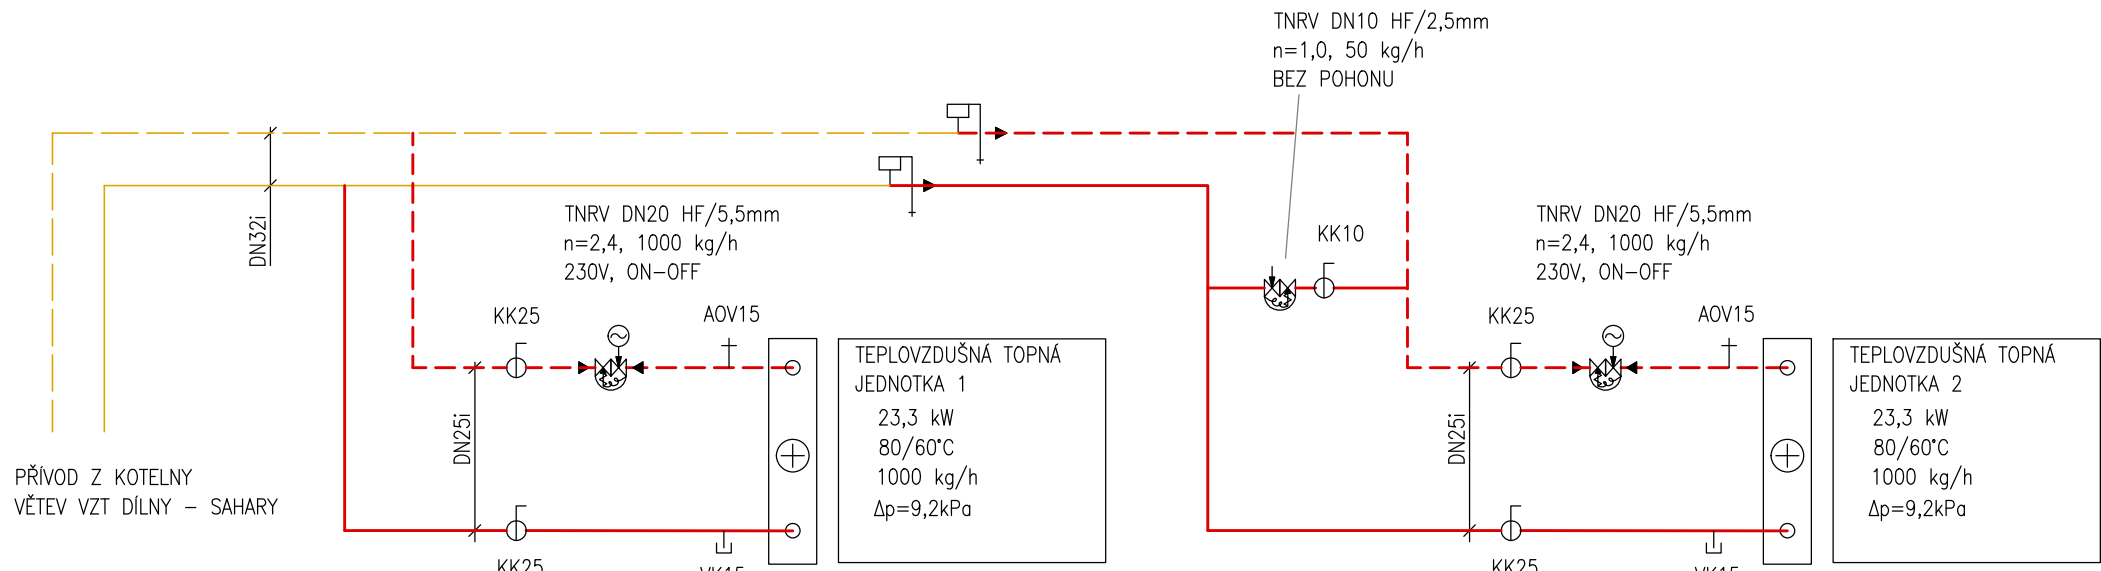 TNRV DN10 HF/2,5mm
n=1,0, 50 kg/h
BEZ POHONU
DN32i
TNRV DN20 HF/5,5mm
n=2,4, 1000 kg/h
230V, ON-OFF
KK10
TNRV DN20 HF/5,5mm
n=2,4, 1000 kg/h
230V, ON-OFF
KK25
AOV15
KK25
AOV15
TEPLOVZDUŠNÁ TOPNÁ
JEDNOTKA 1
23,3 kW
80/60°C
1000 kg/h
Δp=9,2kPa
TEPLOVZDUŠNÁ TOPNÁ
JEDNOTKA 2
23,3 kW
80/60°C
1000 kg/h
Δp=9,2kPa
DN25i
DN25i
PŘÍVOD Z KOTELNY
VĚTEV VZT DÍLNY – SAHARY
KK25
VK15
KK25
VK15